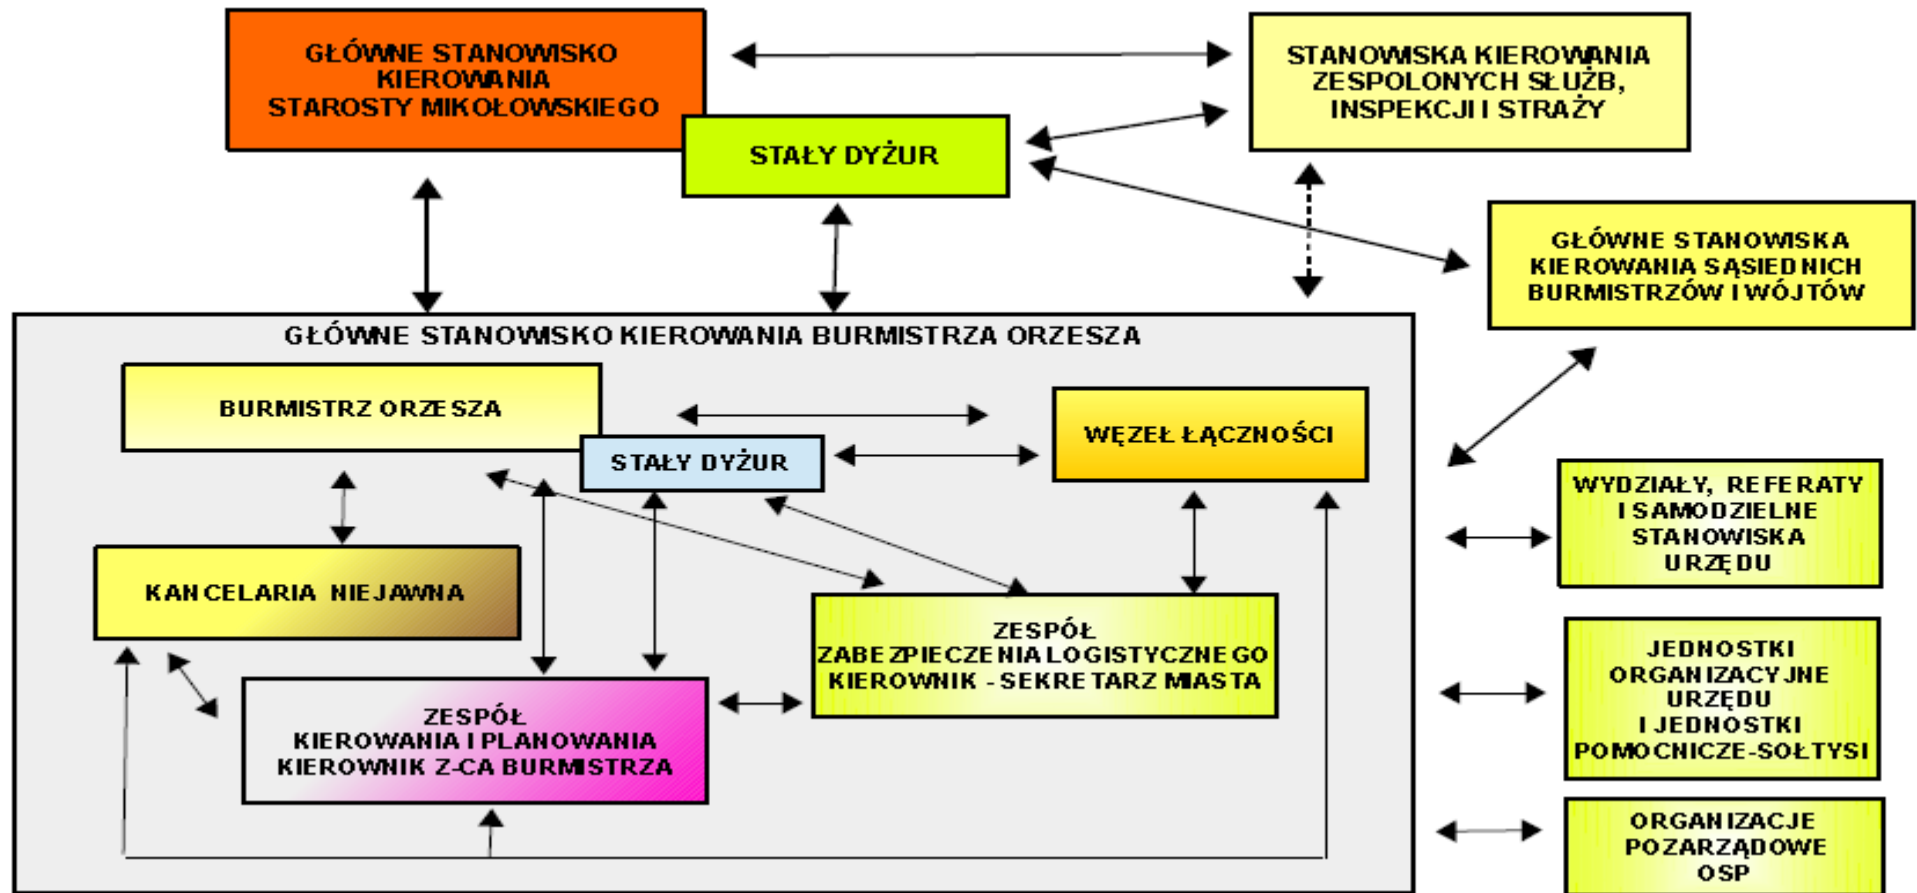 GŁÓWNE STANOWISKO
KIEROWANIA
STAROSTY MIKOŁOWSKIEGO
STAŁY DYŻUR
STANOWISKA KIEROWANIA
ZESPOLONYCH SŁUŻB,
INSPEKCJI I STRAŻY
GŁÓWNE STANOWISKA
KIEROWANIA SĄSIEDNICH
BURMISTRZÓW I WÓJTÓW
GŁÓWNE STANOWISKO KIEROWANIA BURMISTRZA ORZESZA
BURMISTRZ ORZESZA
STAŁY DYŻUR
WĘZEŁ ŁĄCZNOŚCI
KANCELARIA NIEJAWNA
ZESPÓŁ
ZABEZPIECZENIA LOGISTYCZNEGO
KIEROWNIK - SEKRETARZ MIASTA
ZESPÓŁ
KIEROWANIA I PLANOWANIA
KIEROWNIK Z-CA BURMISTRZA
WYDZIAŁY, REFERATY
I SAMODZIELNE
STANOWISKA
URZĘDU
JEDNOSTKI
ORGANIZACYJNE
URZĘDU
I JEDNOSTKI
POMOCNICZE-SOŁTYSI
ORGANIZACJE
POZARZĄDOWE
OSP